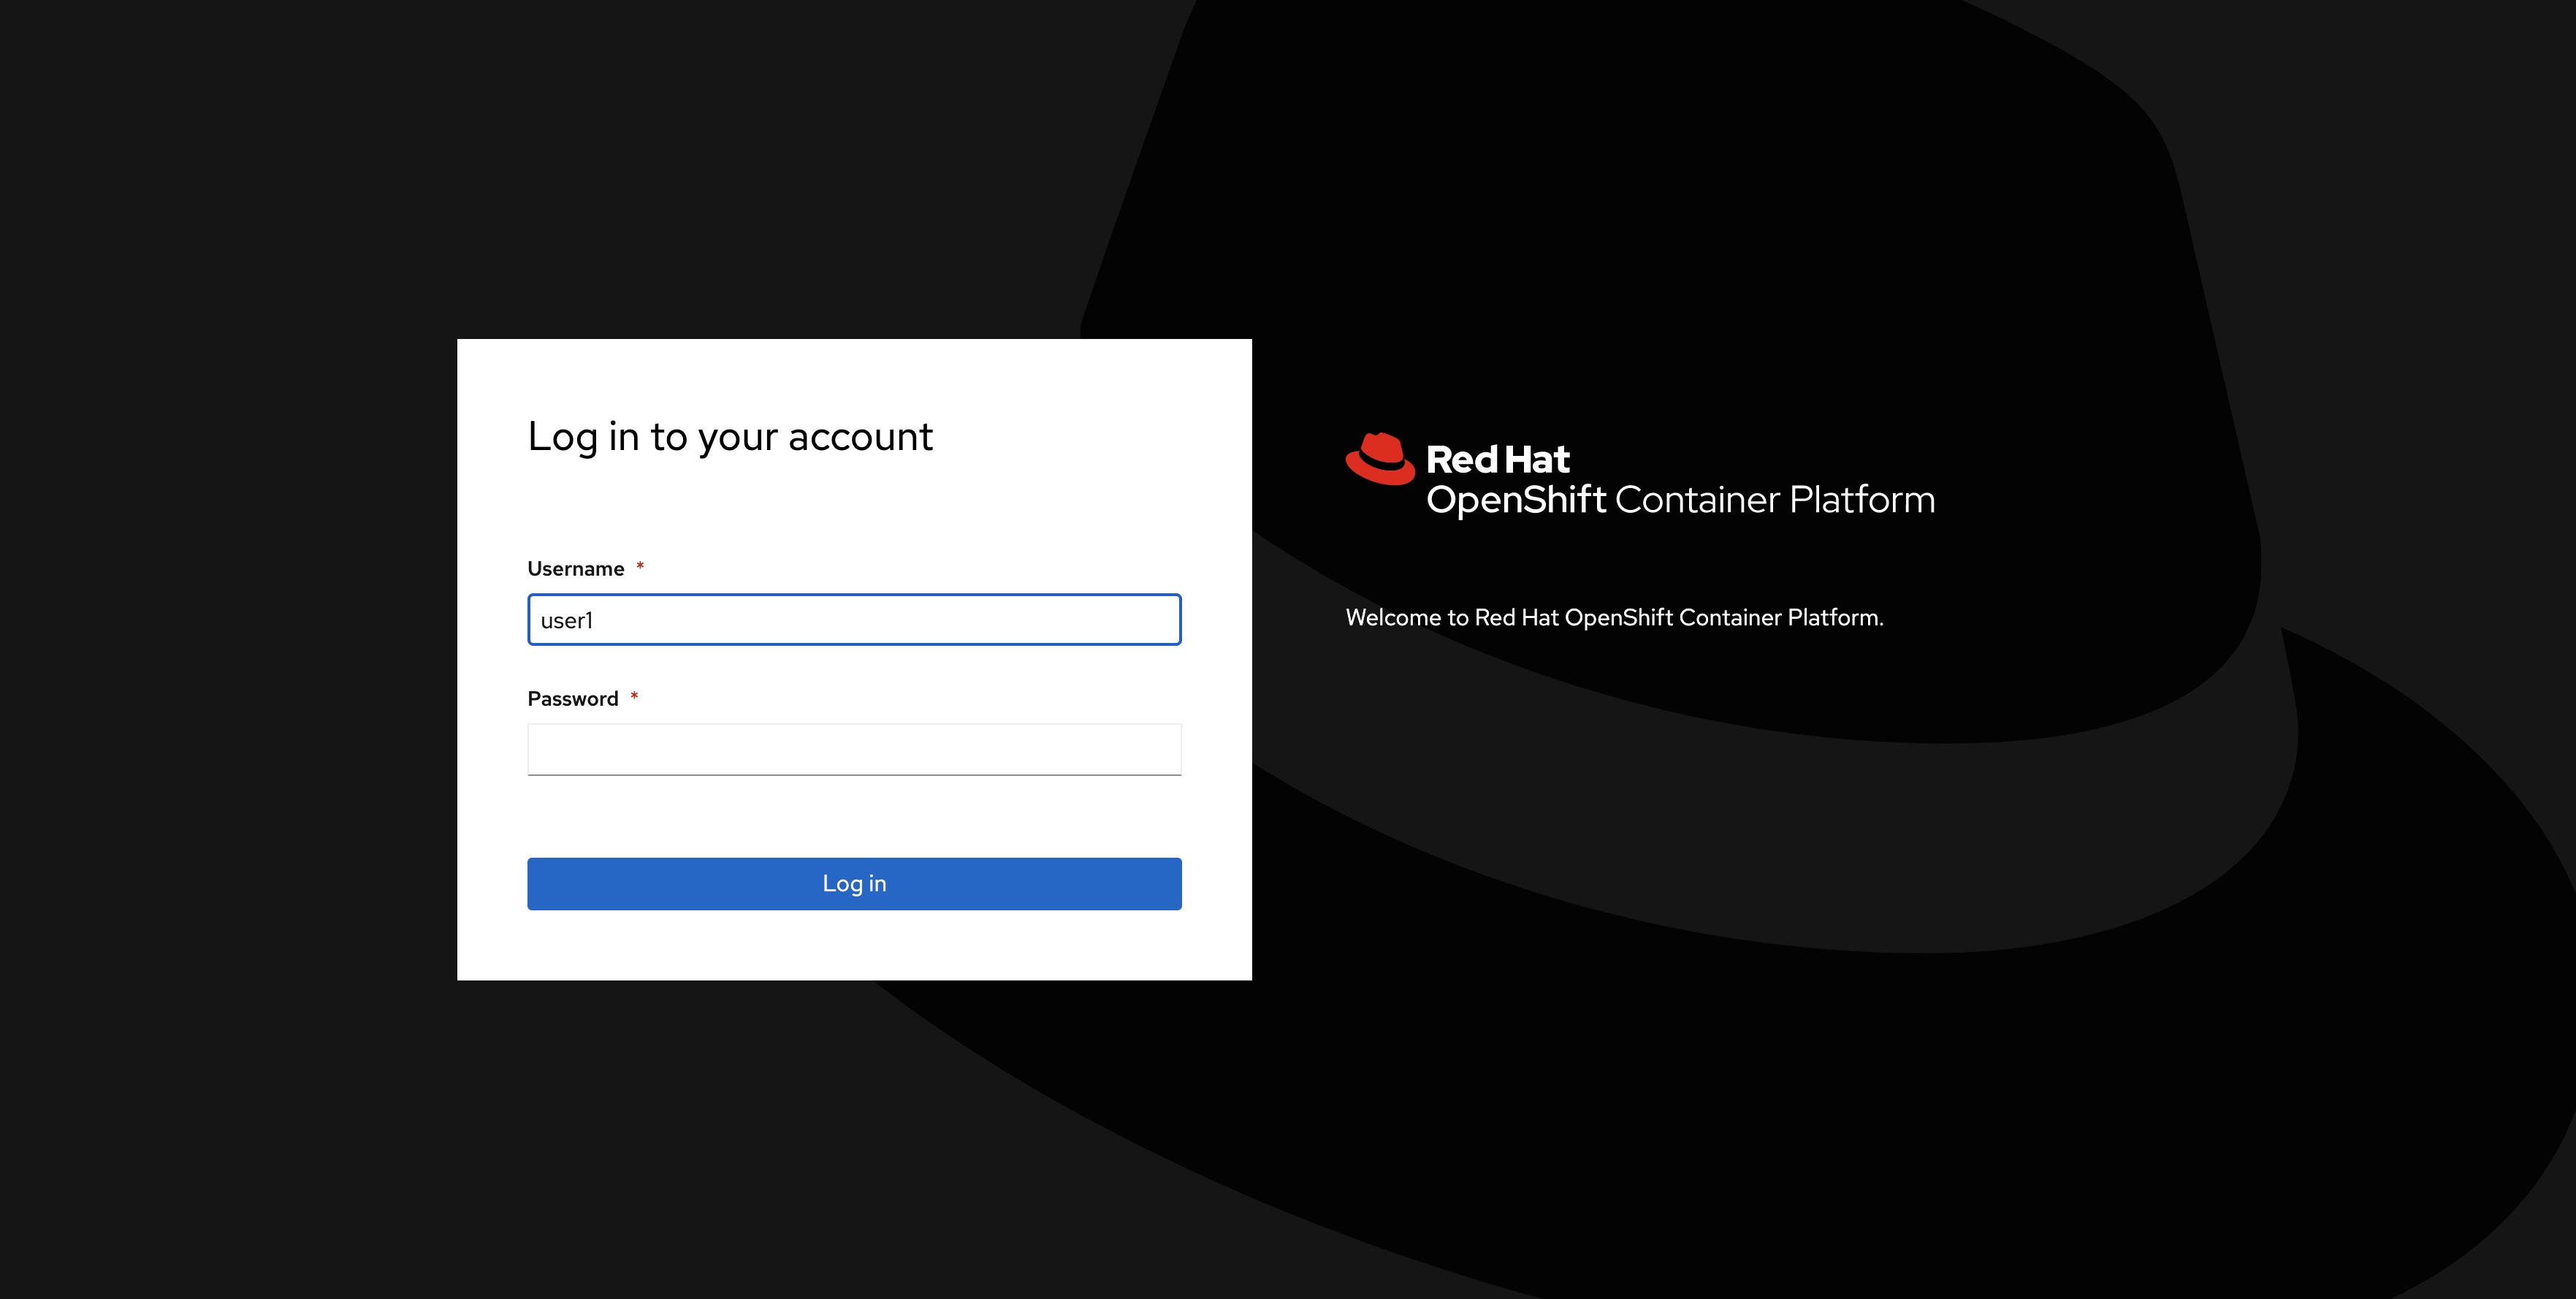 Log in to your account
Username *
user1
Password *
Log in
Red Hat
OpenShift Container Platform
Welcome to Red Hat OpenShift Container Platform.